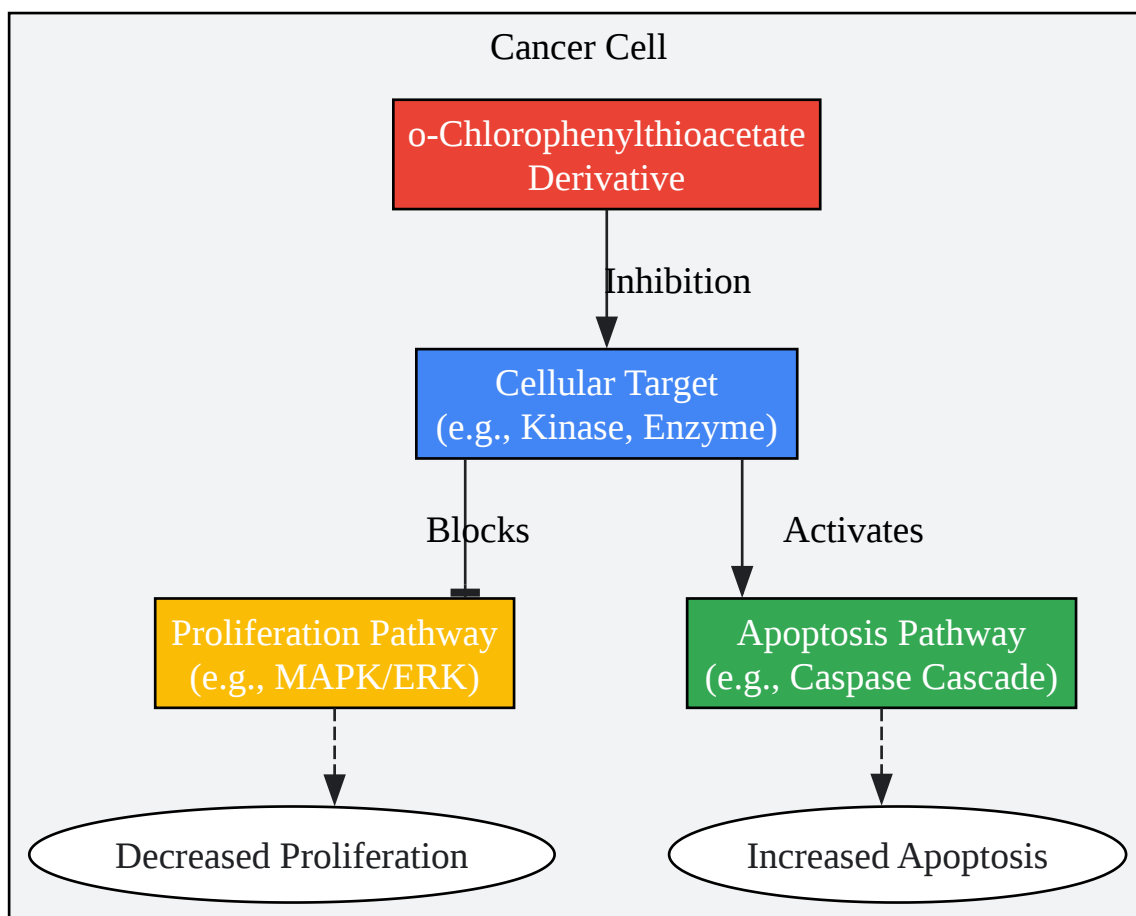 Cancer Cell
o-Chlorophenylthioacetate
Derivative
Inhibition
Cellular Target
(e.g., Kinase, Enzyme)
Blocks
Activates
Proliferation Pathway
(e.g., MAPK/ERK)
Apoptosis Pathway
(e.g., Caspase Cascade)
Decreased Proliferation
Increased Apoptosis